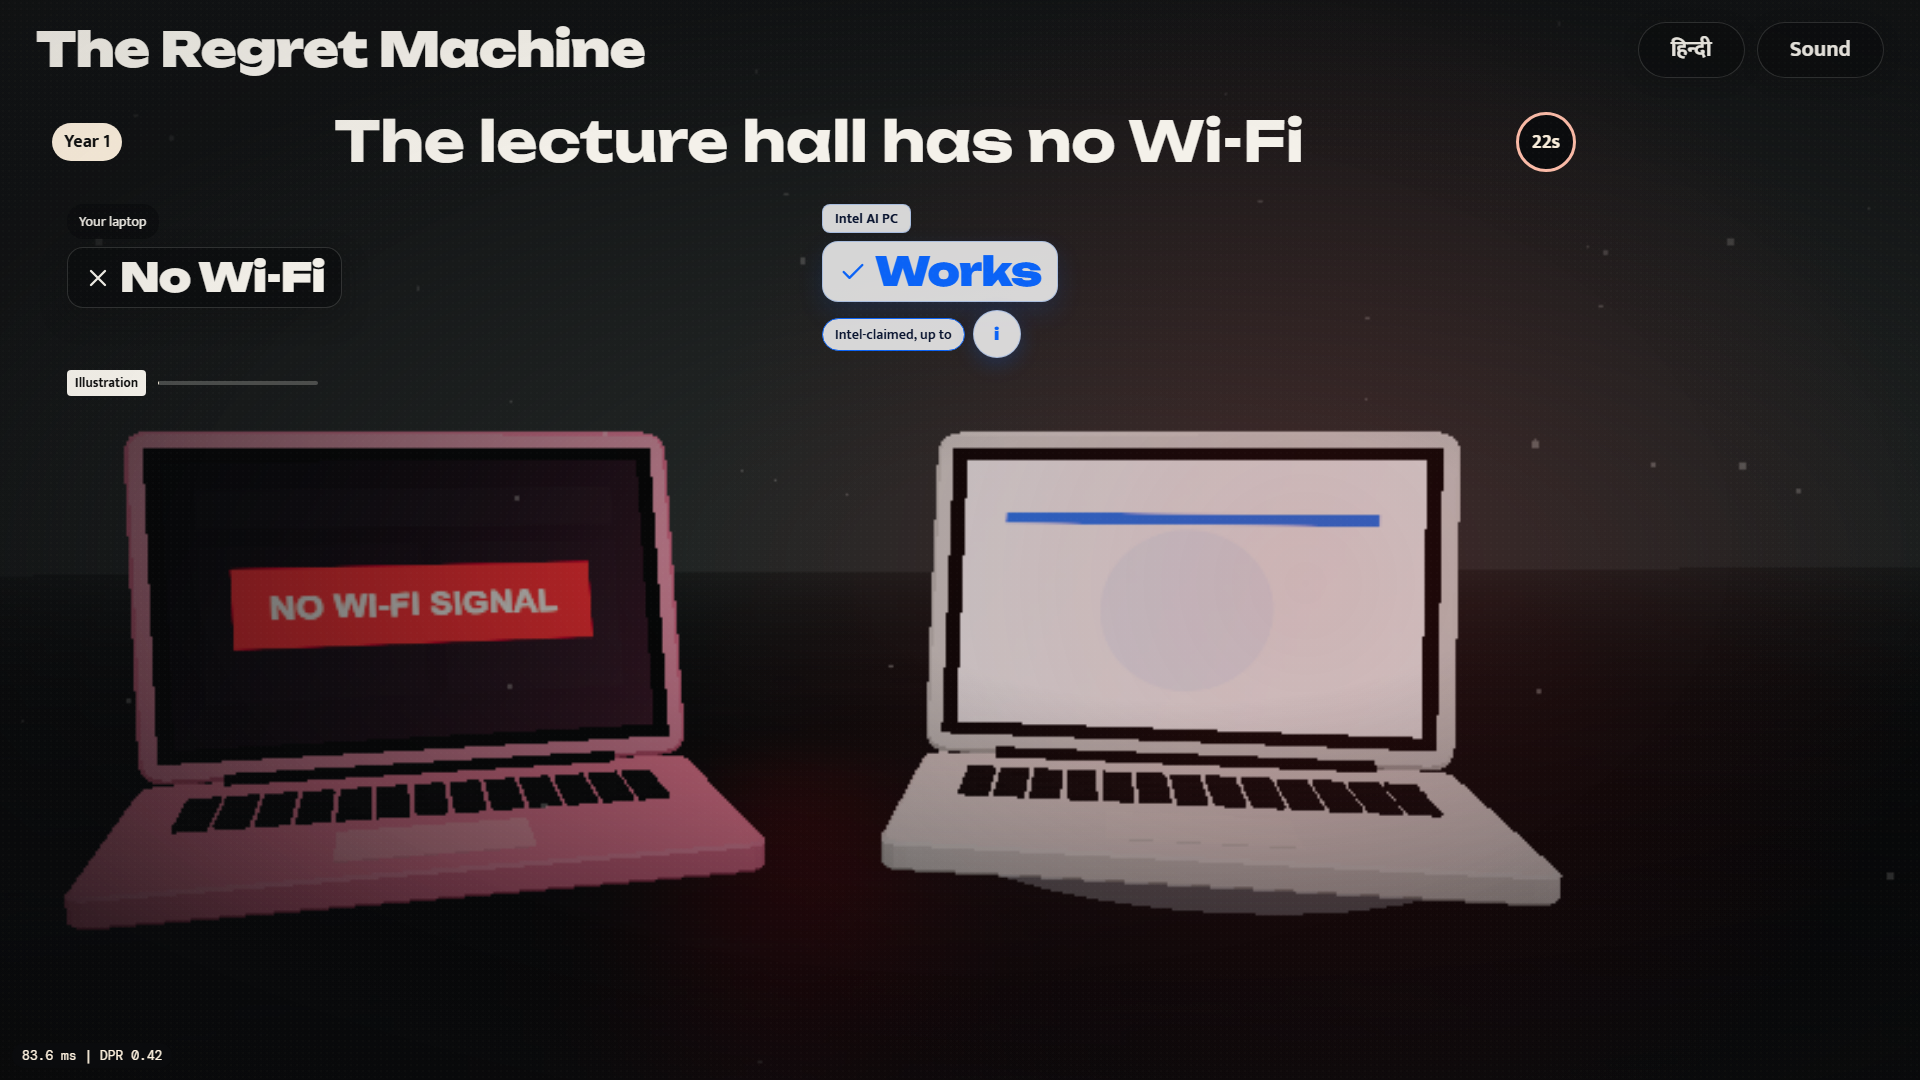 The Regret Machine
हिन्दी
Sound
Year 1
The lecture hall has no Wi-Fi
22s
Your laptop
No Wi-Fi
Intel AI PC
Works
Intel-claimed, up to
i
Illustration
NO WI-FI SIGNAL
83.6 ms | DPR 0.42